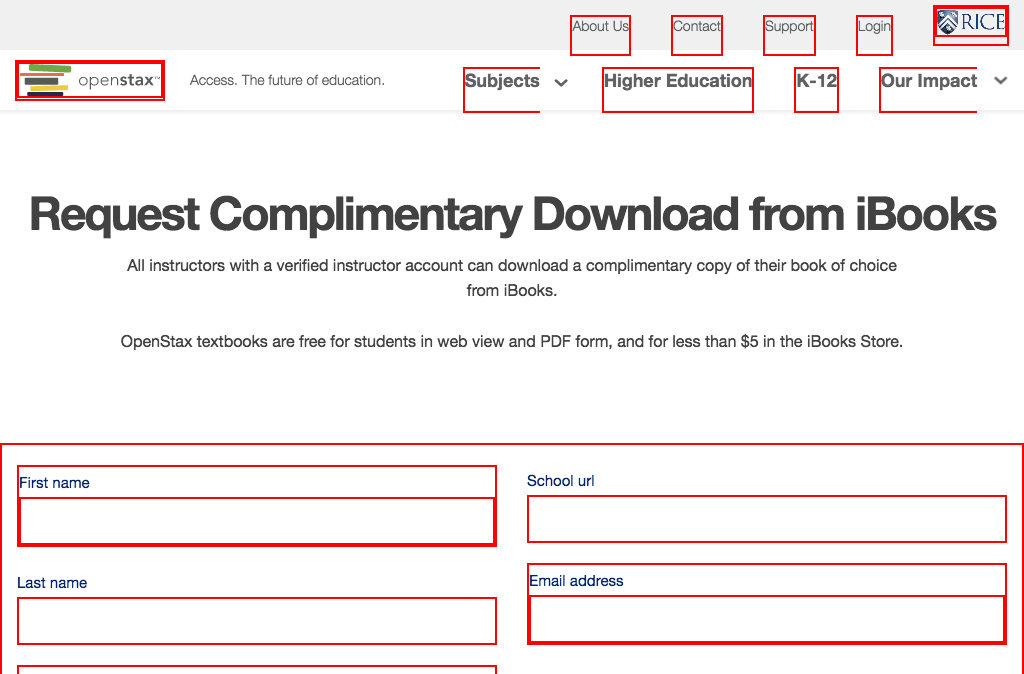 About Us Contact Support Login RICE
openstax™ Access. The future of education. Subjects Higher Education K-12 Our Impact
Request Complimentary Download from iBooks
All instructors with a verified instructor account can download a complimentary copy of their book of choice
from iBooks.
OpenStax textbooks are free for students in web view and PDF form, and for less than $5 in the iBooks Store.
First name
School url
Last name
Email address